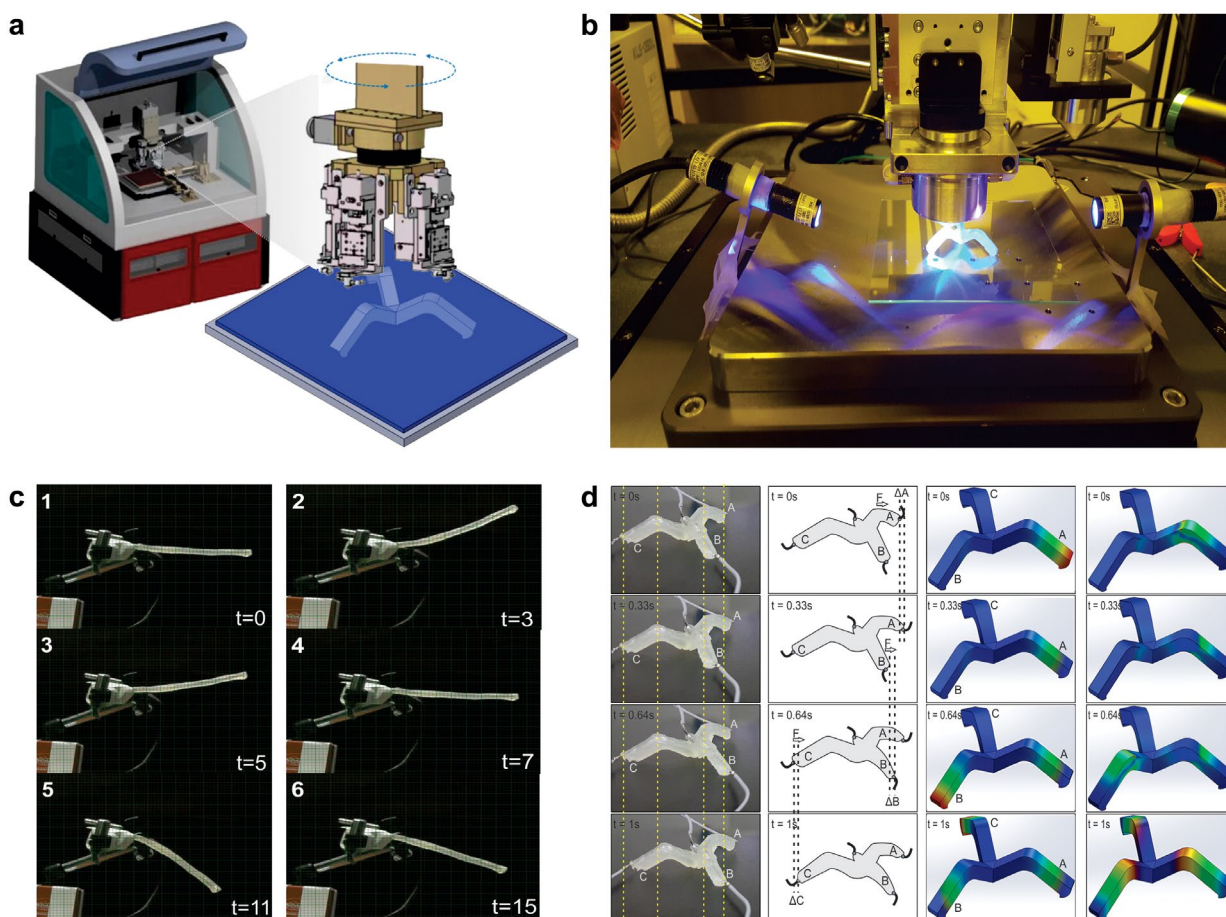 a
b
c
1
t=0
2
t=3
3
t=5
4
t=7
5
t=11
6
t=15
d
t = 0s
A
B
C
t = 0.33s
A
B
C
t = 0.64s
A
B
C
t = 1s
A
B
C
t = 0s
F
ΔA
A
B
C
t = 0.33s
A
F
B
C
t = 0.64s
F
A
C
B
ΔB
t = 1s
A
C
B
ΔC
t = 0s
C
A
B
t = 0.33s
C
A
B
t = 0.64s
C
A
B
t = 1s
C
A
B
t = 0s
t = 0.33s
t = 0.64s
t = 1s